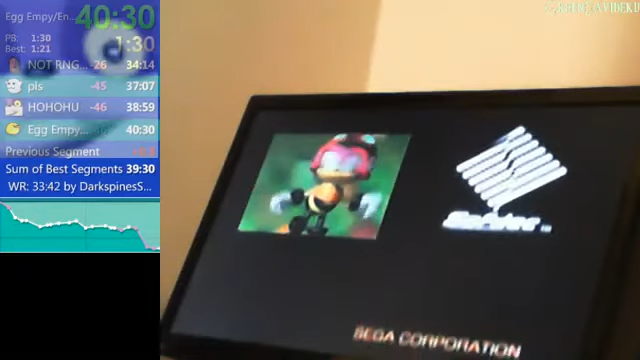 Egg Empy/En... 40:30
PB: 1:30
Best: 1:21
1:30
NOT RNG... -26 34:14
pls -45 37:07
HOHOHU -46 38:59
Egg Empy... 40:30
Previous Segment
Sum of Best Segments 39:30
WR: 33:42 by DarkspinesS...
SEGA CORPORATION